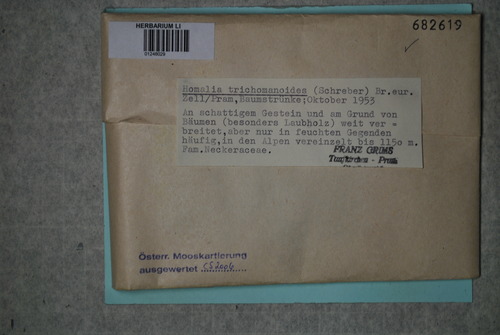 HERBARIUM LI
682619
Homalia trichomanoides (Schreber) Br.eur.
Zell/Pram,Baumstrünke;Oktober 1953
An schattigem Gestein und am Grund von
Bäumen (besonders Laubholz) weit ver =
breitet,aber nur in feuchten Gegenden
häufig,in den Alpen vereinzelt bis 1150 m.
Fam.Neckeraceae.
FRANZ GRIMS
Taufkirchen - Pram
Österr. Mooskartierung
ausgewertet